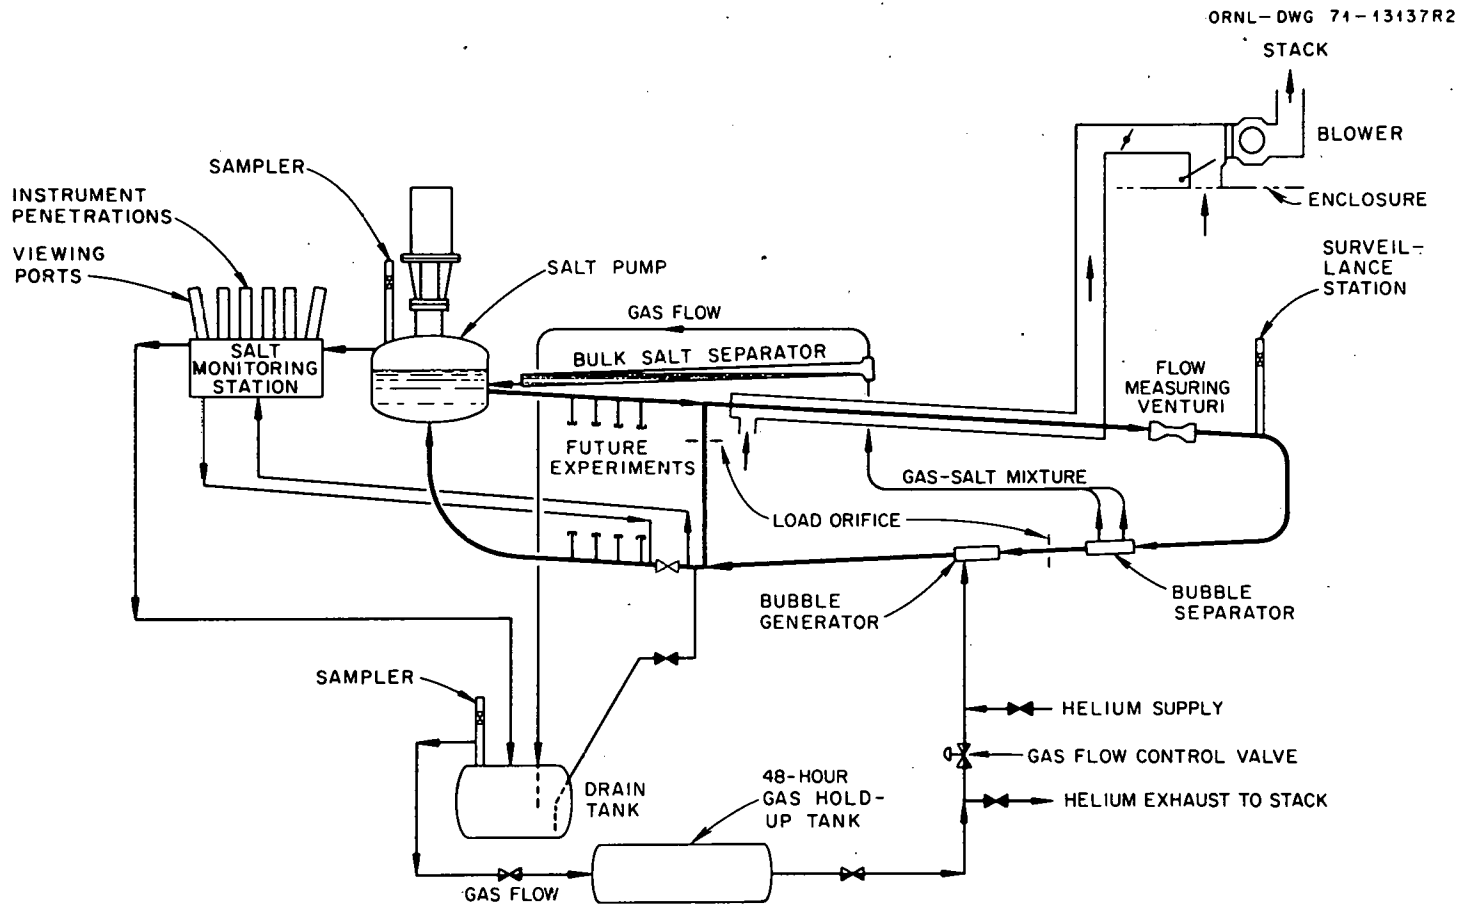 ORNL-DWG 71-13137R2
STACK
BLOWER
ENCLOSURE
SAMPLER
INSTRUMENT
PENETRATIONS
VIEWING
PORTS
SALT PUMP
SURVEIL-
LANCE
STATION
GAS FLOW
BULK SALT SEPARATOR
SALT
MONITORING
STATION
FLOW
MEASURING
VENTURI
FUTURE
EXPERIMENTS
GAS-SALT MIXTURE
LOAD ORIFICE
BUBBLE
GENERATOR
BUBBLE
SEPARATOR
SAMPLER
HELIUM SUPPLY
GAS FLOW CONTROL VALVE
DRAIN
TANK
48-HOUR
GAS HOLD-
UP TANK
HELIUM EXHAUST TO STACK
GAS FLOW